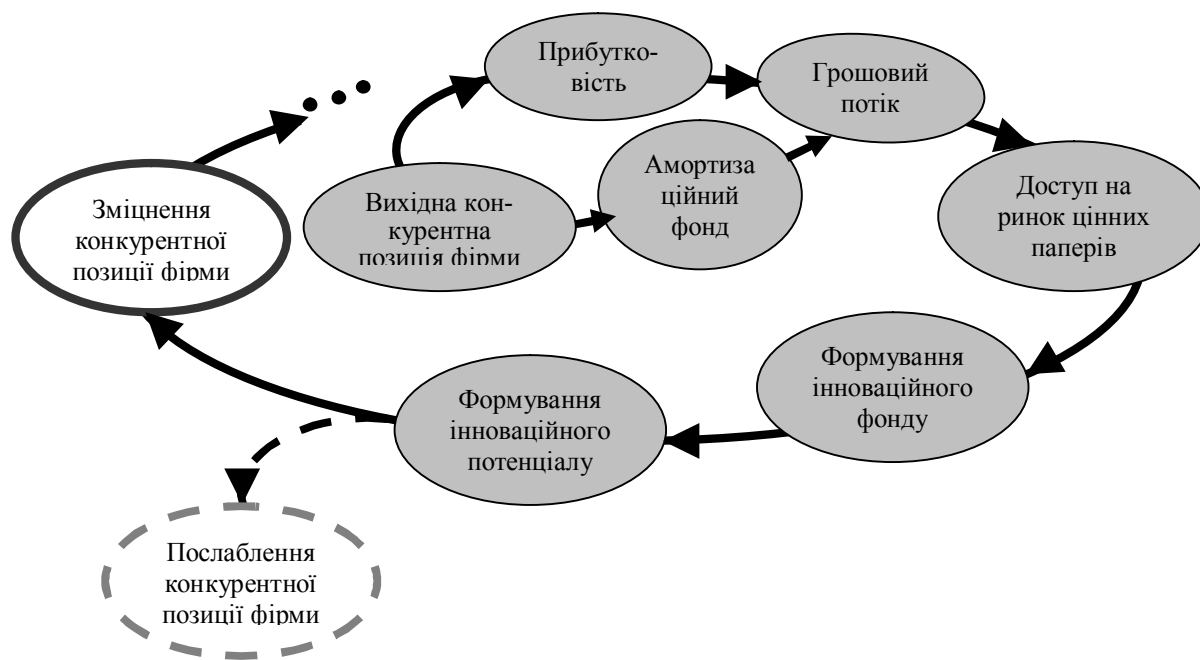 Прибутко-
вість
Грошовий
потік
Амортиза
ційний
фонд
Вихідна кон-
курентна
позиція фірми
Доступ на
ринок цінних
паперів
Зміцнення
конкурентної
позиції фірми
Формування
інноваційного
фонду
Формування
інноваційного
потенціалу
Послаблення
конкурентної
позиції фірми